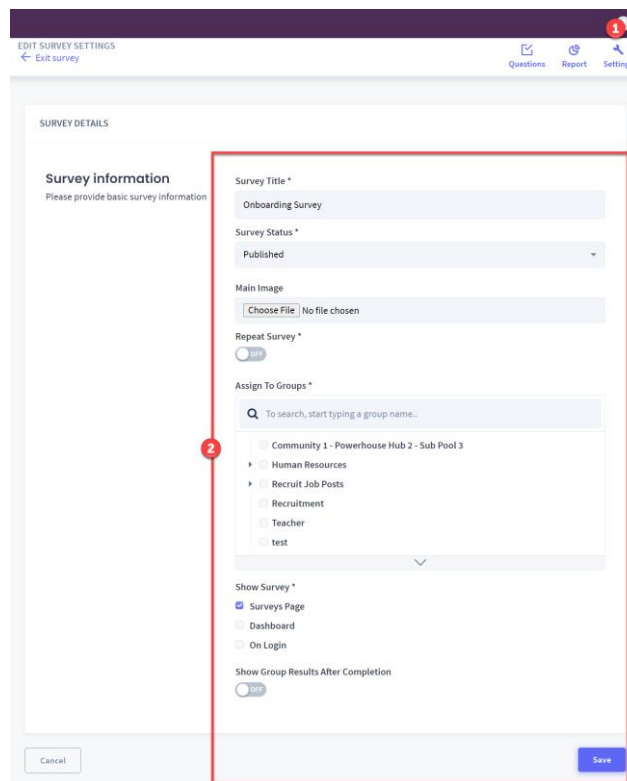 1
EDIT SURVEY SETTINGS
← Exit survey
Questions
Report
Setting
SURVEY DETAILS
Survey information
Please provide basic survey information
Survey Title *
Onboarding Survey
Survey Status *
Published
Main Image
Choose File No file chosen
Repeat Survey *
OFF
Assign To Groups *
To search, start typing a group name..
2
Community 1 - Powerhouse Hub 2 - Sub Pool 3
Human Resources
Recruit Job Posts
Recruitment
Teacher
test
Show Survey *
Surveys Page
Dashboard
On Login
Show Group Results After Completion
OFF
Cancel
Save